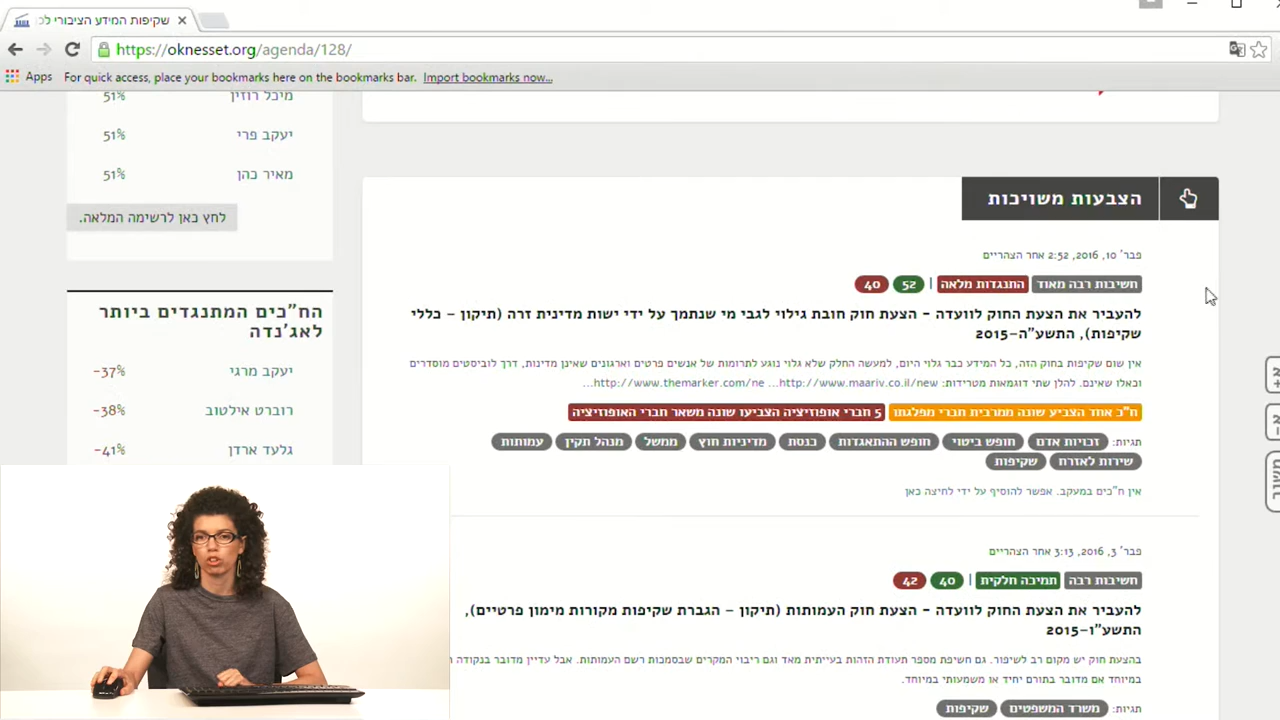 שקיפות המידע הציבורי לכ
https://oknesset.org/agenda/128/
Apps For quick access, place your bookmarks here on the bookmarks bar. Import bookmarks now...
הצבעות משויכות
פבר' 10, 2016, 2:52 אחר הצהריים
חשיבות רבה מאוד התנגדות מלאה | 52 40
להעביר את הצעת החוק לוועדה - הצעת חוק חובת גילוי לגבי מי שנתמך על ידי ישות מדינית זרה (תיקון – כללי
שקיפות), התשע"ה–2015
אין שום שקיפות בחוק הזה, כל המידע כבר גלוי היום, למעשה החלק שלא גלוי נוגע לתרומות של אנשים פרטים וארגונים שאינן מדינות, דרך לוביסטים מוסדרים
וכאלו שאינם. להלן שתי דוגמאות מטרידות: http://www.maariv.co.il/new... http://www.themarker.com/ne...
ח"כ אחד הצביע שונה ממרבית חברי מפלגתו 5 חברי אופוזיציה הצביעו שונה משאר חברי האופוזיציה
תגיות: זכויות אדם חופש ביטוי חופש ההתאגדות כנסת מדיניות חוץ ממשל מנהל תקין עמותות
שירות לאזרח שקיפות
אין ח"כים במעקב. אפשר להוסיף על ידי לחיצה כאן
פבר' 3, 2016, 3:13 אחר הצהריים
חשיבות רבה תמיכה חלקית | 40 42
להעביר את הצעת החוק לוועדה - הצעת חוק העמותות (תיקון – הגברת שקיפות מקורות מימון פרטיים),
התשע"ו–2015
בהצעת חוק יש מקום רב לשיפור. גם חשיפת מספר תעודת הזהות בעייתית מאד וגם ריבוי המקרים שבסמכות רשם העמותות. אבל עדיין מדובר בנקודה
במיוחד אם מדובר בתורם יחיד או משמעותי במיוחד.
תגיות: משרד המשפטים שקיפות
מיכל רוזין 51%
יעקב פרי 51%
מאיר כהן 51%
לחץ כאן לרשימה המלאה.
הח"כים המתנגדים ביותר
לאג'נדה
יעקב מרגי -37%
רוברט אילטוב -38%
גלעד ארדן -41%
א+
א-
משוב